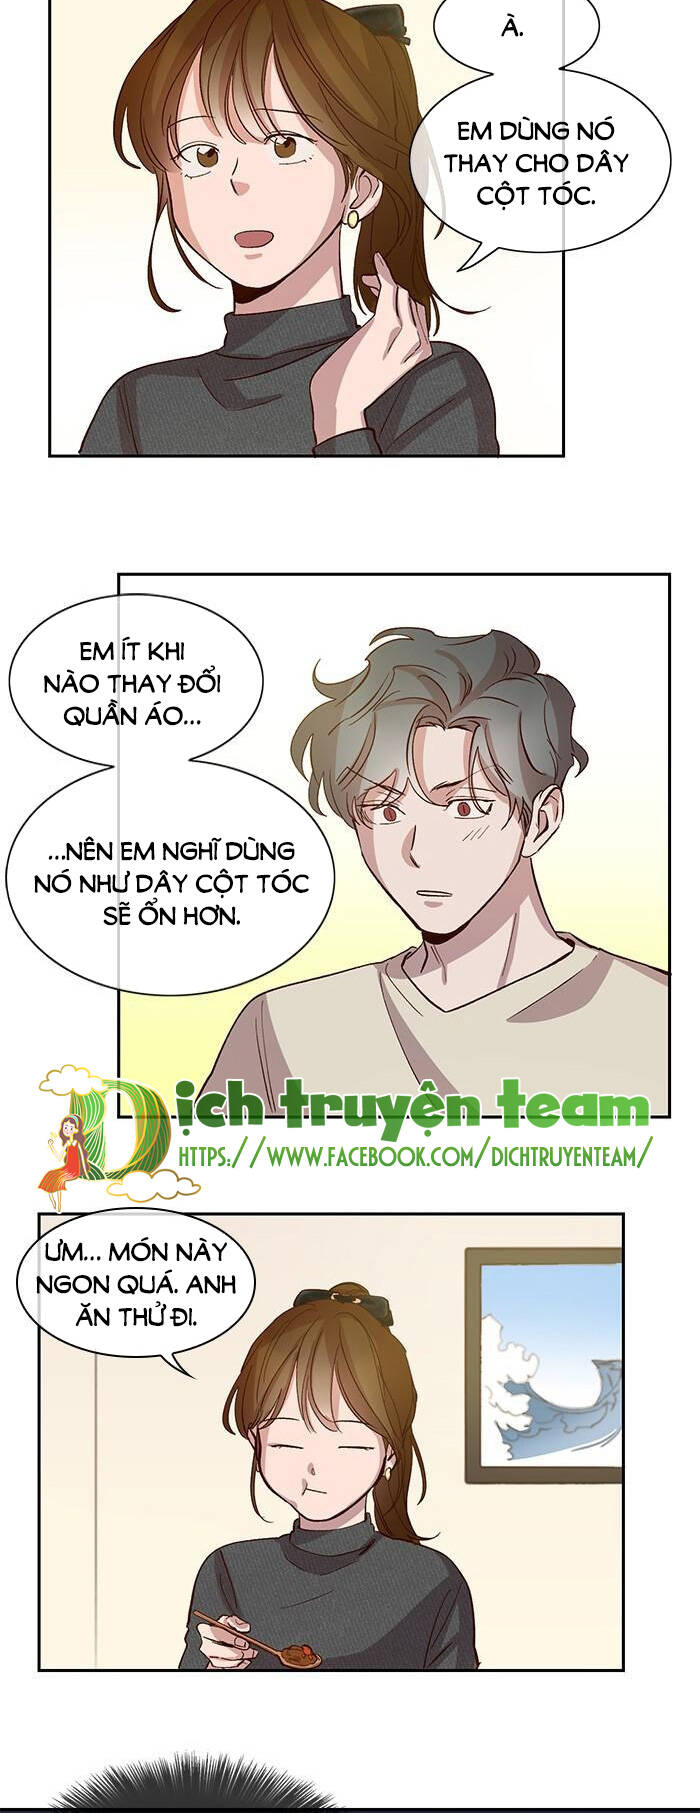 À.
EM DÙNG NÓ
THAY CHO DÂY
CỘT TÓC.
EM ÍT KHI
NÀO THAY ĐỔI
QUẦN ÁO...
...NÊN EM NGHĨ DÙNG
NÓ NHƯ DÂY CỘT TÓC
SẼ ỔN HƠN.
Dịch truyện team
HTTPS://WWW.FACEBOOK.COM/DICHTRUYENTEAM/
ƯM... MÓN NÀY
NGON QUÁ. ANH
ĂN THỬ ĐI.